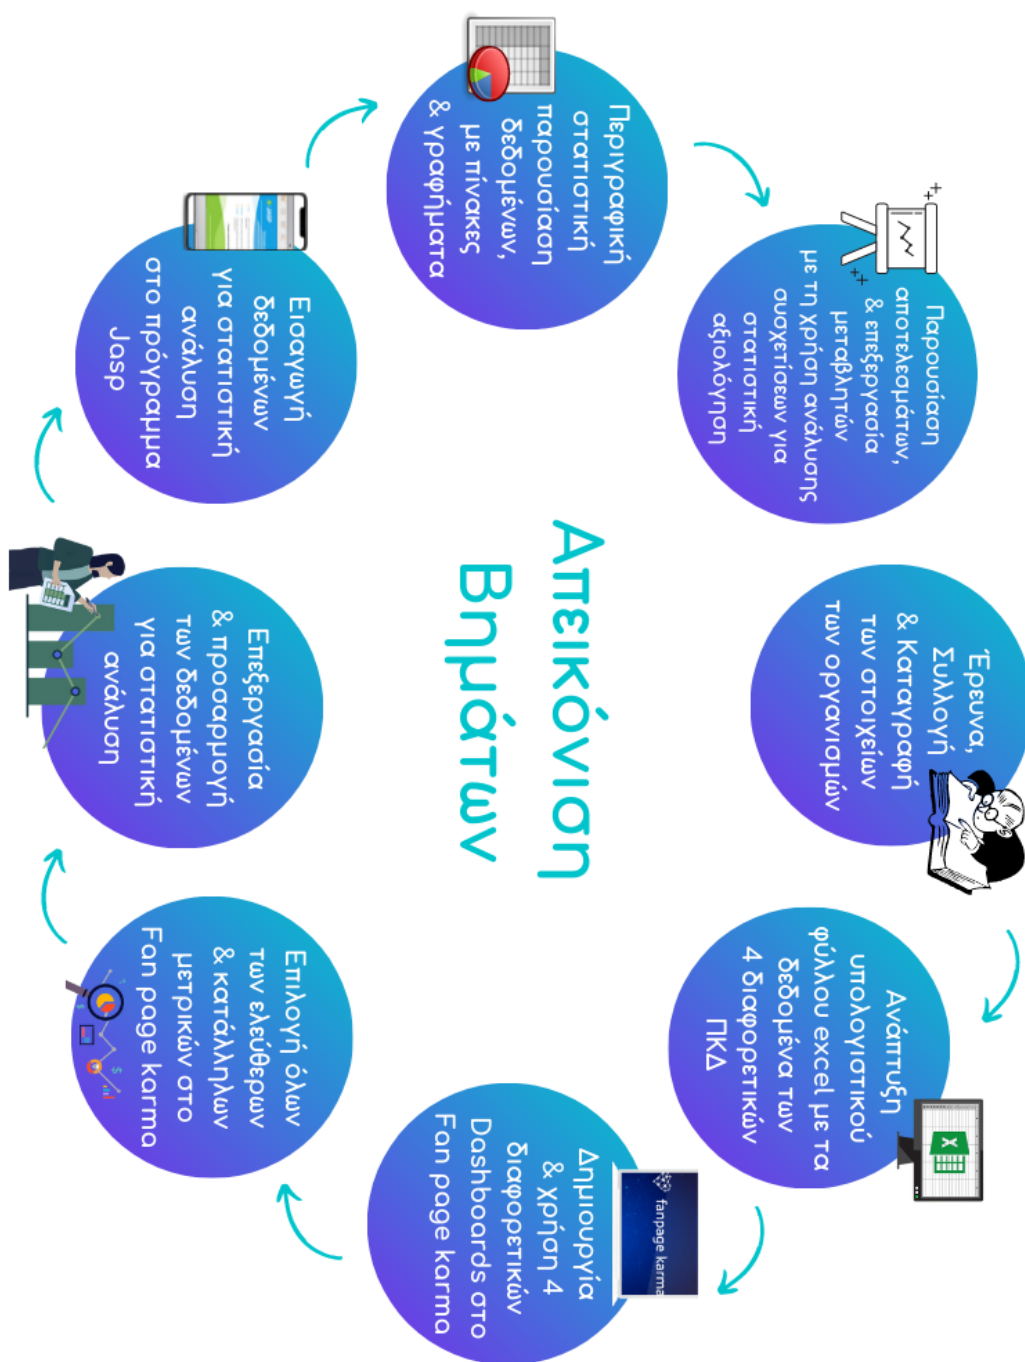 Απεικόνιση
Βημάτων
Έρευνα,
Συλλογή
& Καταγραφή
των στοιχείων
των οργανισμών
Ανάπτυξη
υπολογιστικού
φύλλου excel με τα
δεδομένα των
4 διαφορετικών
ΠΚΔ
fanpage karma
Δημιουργία
& χρήση 4
διαφορετικών
Dashboards στο
Fan page karma
Επιλογή όλων
των ελεύθερων
& κατάλληλων
μετρικών στο
Fan page karma
Επεξεργασία
& προσαρμογή
των δεδομένων
για στατιστική
ανάλυση
Εισαγωγή
δεδομένων
για στατιστική
ανάλυση
στο πρόγραμμα
Jasp
Περιγραφική
στατιστική
παρουσίαση
δεδομένων,
με πίνακες
& γραφήματα
Παρουσίαση
αποτελεσμάτων,
& επεξεργασία
μεταβλητών
με τη χρήση ανάλυσης
συσχετίσεων για
στατιστική
αξιολόγηση